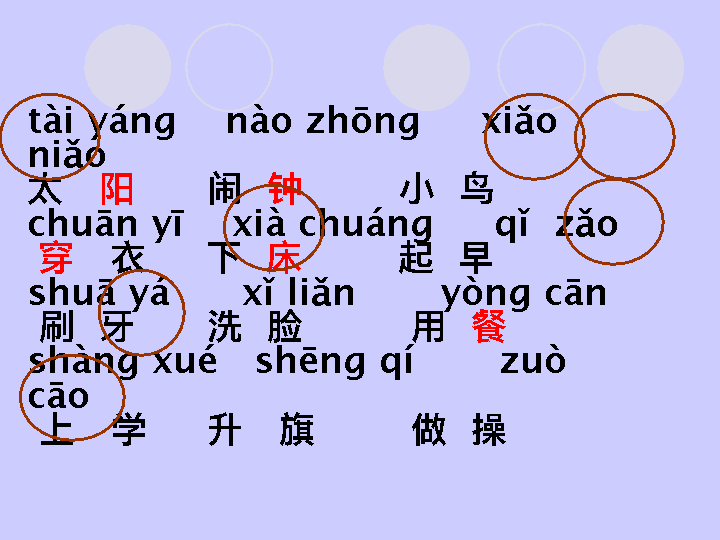 tài yáng nào zhōng xiǎo
niǎo
太 阳 闹 钟 小 鸟
chuān yī xià chuáng qǐ zǎo
穿 衣 下 床 起 早
shuā yá xǐ liǎn yòng cān
刷 牙 洗 脸 用 餐
shàng xué shēng qí zuò
cāo
上 学 升 旗 做 操